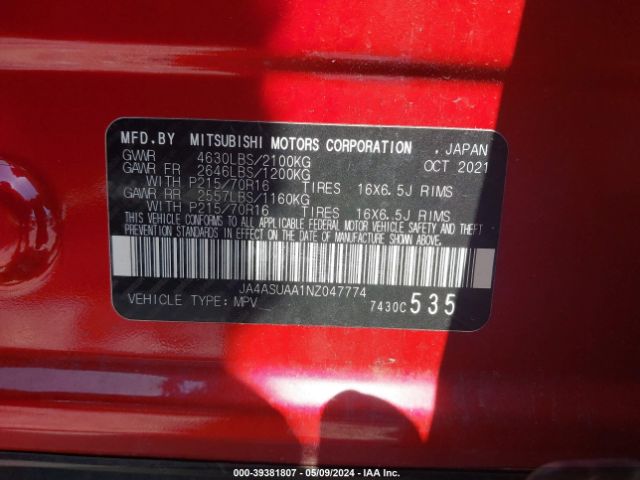 MFD.BY MITSUBISHI MOTORS CORPORATION , JAPAN
GVWR 4630LBS/2100KG OCT 2021
GAWR FR 2646LBS/1200KG
WITH P215/70R16 TIRES 16X6.5J RIMS
GAWR RR 2557LBS/1160KG
WITH P215/70R16 TIRES 16X6.5J RIMS
THIS VEHICLE CONFORMS TO ALL APPLICABLE FEDERAL MOTOR VEHICLE SAFETY AND THEFT
PREVENTION STANDARDS IN EFFECT ON THE DATE OF MANUFACTURE SHOWN ABOVE.
JA4ASUAA1NZ047774
VEHICLE TYPE: MPV 7430C 535
00-39381807 - 05/09/2024 - IAA Inc.